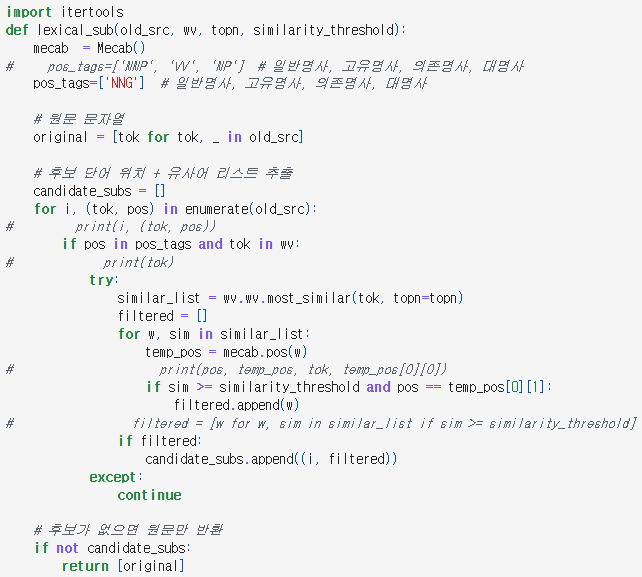 import itertools
def lexical_sub(old_src, wv, topn, similarity_threshold):
    mecab  = Mecab()
#     pos_tags=['NNP', 'VV', 'NP']  # 일반명사, 고유명사, 의존명사, 대명사
    pos_tags=['NNG']  # 일반명사, 고유명사, 의존명사, 대명사

    # 원문 문자열
    original = [tok for tok, _ in old_src]

    # 후보 단어 위치 + 유사어 리스트 추출
    candidate_subs = []
    for i, (tok, pos) in enumerate(old_src):
#         print(i, (tok, pos))
        if pos in pos_tags and tok in wv:
#             print(tok)
            try:
                similar_list = wv.wv.most_similar(tok, topn=topn)
                filtered = []
                for w, sim in similar_list:
                    temp_pos = mecab.pos(w)
#                     print(pos, temp_pos, tok, temp_pos[0][0])
                    if sim >= similarity_threshold and pos == temp_pos[0][1]:
                        filtered.append(w)
#                 filtered = [w for w, sim in similar_list if sim >= similarity_threshold]
                if filtered:
                    candidate_subs.append((i, filtered))
            except:
                continue

    # 후보가 없으면 원문만 반환
    if not candidate_subs:
        return [original]